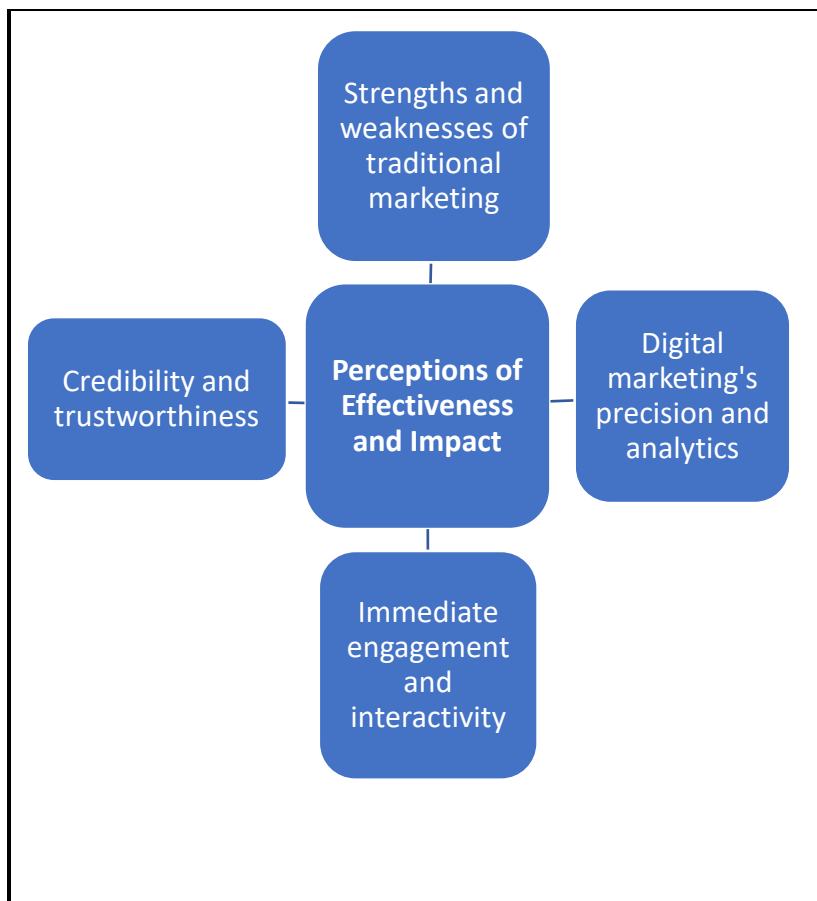 Strengths and
weaknesses of
traditional
marketing
Credibility and
trustworthiness
Perceptions of
Effectiveness
and Impact
Digital
marketing's
precision and
analytics
Immediate
engagement
and
interactivity